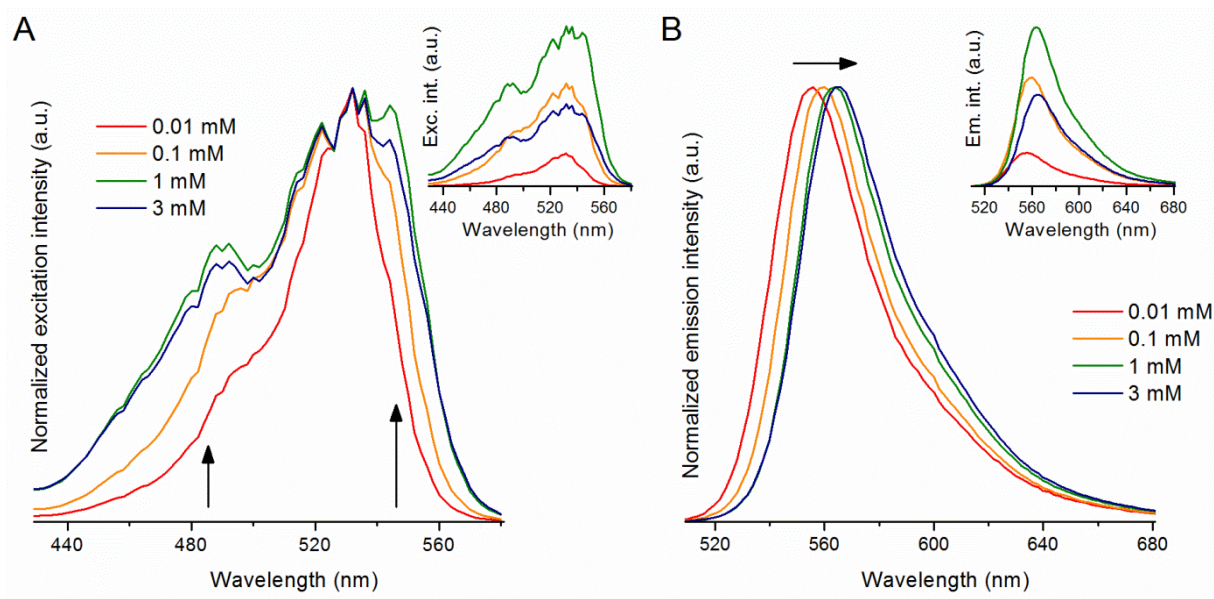 A
Normalized excitation intensity (a.u.)
0.01 mM
0.1 mM
1 mM
3 mM
Exc. int. (a.u.)
440 480 520 560
Wavelength (nm)
440 480 520 560
Wavelength (nm)
B
Normalized emission intensity (a.u.)
Em. int. (a.u.)
520 560 600 640 680
Wavelength (nm)
0.01 mM
0.1 mM
1 mM
3 mM
520 560 600 640 680
Wavelength (nm)